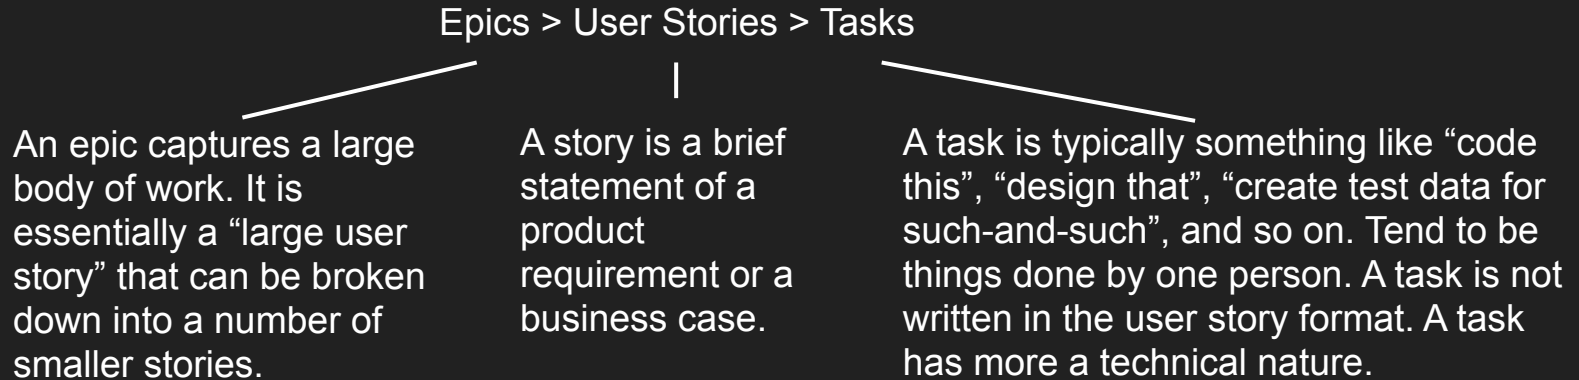 Epics > User Stories > Tasks
An epic captures a large
body of work. It is
essentially a “large user
story” that can be broken
down into a number of
smaller stories.
A story is a brief
statement of a
product
requirement or a
business case.
A task is typically something like “code
this”, “design that”, “create test data for
such-and-such”, and so on. Tend to be
things done by one person. A task is not
written in the user story format. A task
has more a technical nature.